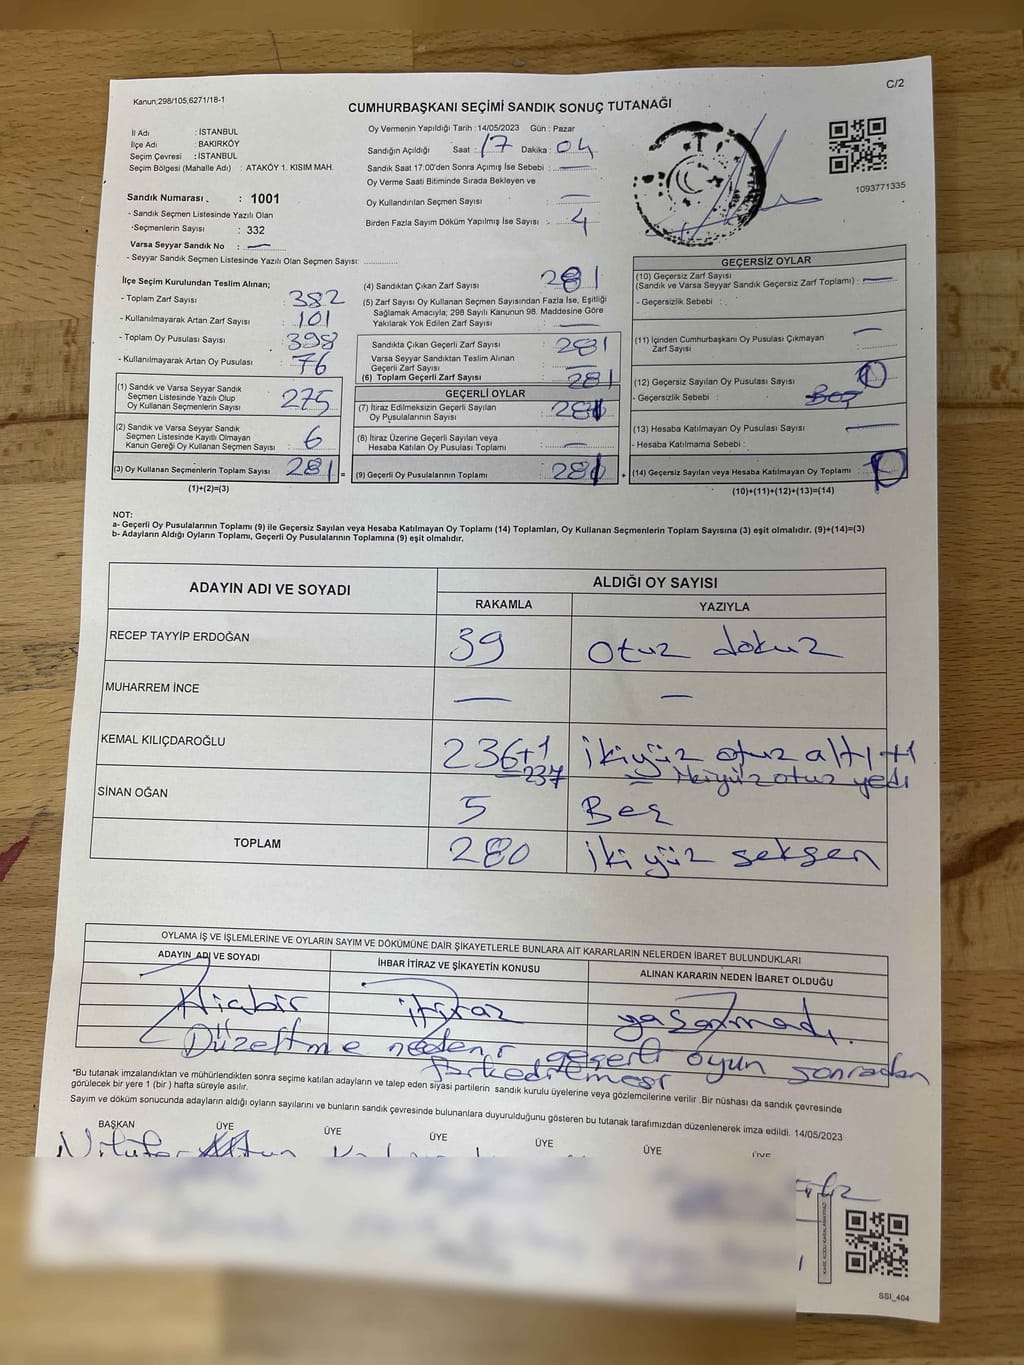 C/2
Kanun;298/105,6271/18-1
CUMHURBAŞKANI SEÇİMİ SANDIK SONUÇ TUTANAĞI
İl Adı : İSTANBUL
İlçe Adı : BAKIRKÖY
Seçim Çevresi : İSTANBUL
Seçim Bölgesi (Mahalle Adı) : ATAKÖY 1. KISIM MAH.
Sandık Numarası . : 1001
- Sandık Seçmen Listesinde Yazılı Olan
-Seçmenlerin Sayısı : 332
Varsa Seyyar Sandık No : —
- Seyyar Sandık Seçmen Listesinde Yazılı Olan Seçmen Sayısı: ..............
Oy Vermenin Yapıldığı Tarih : 14/05/2023 Gün : Pazar
Sandığın Açıldığı Saat : 17 Dakika : 04
Sandık Saat 17:00'den Sonra Açımış İse Sebebi : —
Oy Verme Saati Bitiminde Sırada Bekleyen ve
Oy Kullandırılan Seçmen Sayısı : —
Birden Fazla Sayım Döküm Yapılmış İse Sayısı : 4
1093771335
İlçe Seçim Kurulundan Teslim Alınan;
- Toplam Zarf Sayısı : 382
- Kullanılmayarak Artan Zarf Sayısı : 101
- Toplam Oy Pusulası Sayısı : 398
- Kullanılmayarak Artan Oy Pusulası : 76
(1) Sandık ve Varsa Seyyar Sandık
Seçmen Listesinde Yazılı Olup
Oy Kullanan Seçmenlerin Sayısı : 275
(2) Sandık ve Varsa Seyyar Sandık
Seçmen Listesinde Kayıtlı Olmayan
Kanun Gereği Oy Kullanan Seçmen Sayısı : 6
(3) Oy Kullanan Seçmenlerin Toplam Sayısı : 281 =
(1)+(2)=(3)
(4) Sandıktan Çıkan Zarf Sayısı : 281
(5) Zarf Sayısı Oy Kullanan Seçmen Sayısından Fazla İse, Eşitliği
Sağlamak Amacıyla; 298 Sayılı Kanunun 98. Maddesine Göre
Yakılarak Yok Edilen Zarf Sayısı : —
Sandıkta Çıkan Geçerli Zarf Sayısı : 281
Varsa Seyyar Sandıktan Teslim Alınan
Geçerli Zarf Sayısı : —
(6) Toplam Geçerli Zarf Sayısı : 281
GEÇERLİ OYLAR
(7) İtiraz Edilmeksizin Geçerli Sayılan
Oy Pusulalarının Sayısı :
(8) İtiraz Üzerine Geçerli Sayılan veya
Hesaba Katılan Oy Pusulaları Toplamı : —
(9) Geçerli Oy Pusulalarının Toplamı : +
GEÇERSİZ OYLAR
(10) Geçersiz Zarf Sayısı
(Sandık ve Varsa Seyyar Sandık Geçersiz Zarf Toplamı) : —
- Geçersizlik Sebebi : :
(11) İçinden Cumhurbaşkanı Oy Pusulası Çıkmayan
Zarf Sayısı : —
(12) Geçersiz Sayılan Oy Pusulası Sayısı :
- Geçersizlik Sebebi : Boş
(13) Hesaba Katılmayan Oy Pusulası Sayısı : —
- Hesaba Katılmama Sebebi :
(14) Geçersiz Sayılan veya Hesaba Katılmayan Oy Toplamı :
(10)+(11)+(12)+(13)=(14)
NOT:
a- Geçerli Oy Pusulalarının Toplamı (9) ile Geçersiz Sayılan veya Hesaba Katılmayan Oy Toplamı (14) Toplamları, Oy Kullanan Seçmenlerin Toplam Sayısına (3) eşit olmalıdır. (9)+(14)=(3)
b- Adayların Aldığı Oyların Toplamı, Geçerli Oy Pusulalarının Toplamına (9) eşit olmalıdır.
ADAYIN ADI VE SOYADI ALDIĞI OY SAYISI
RAKAMLA YAZIYLA
RECEP TAYYİP ERDOĞAN 39 otuz dokuz
MUHARREM İNCE — —
KEMAL KILIÇDAROĞLU 236+1 ikiyüz otuz altı +1
=237 = ikiyüz otuz yedi
SİNAN OĞAN 5 Beş
TOPLAM 280 iki yüz seksen
OYLAMA İŞ VE İŞLEMLERİNE VE OYLARIN SAYIM VE DÖKÜMÜNE DAİR ŞİKAYETLERLE BUNLARA AİT KARARLARIN NELERDEN İBARET BULUNDUKLARI
ADAYIN ADI VE SOYADI İHBAR İTİRAZ VE ŞİKAYETİN KONUSU ALINAN KARARIN NEDEN İBARET OLDUĞU
Hiçbir itiraz yaşanmadı.
Düzeltme nedeni geçerli oyun sonradan
farkedilmesi
*Bu tutanak imzalandıktan ve mühürlendikten sonra seçime katılan adayların ve talep eden siyasi partilerin sandık kurulu üyelerine veya gözlemcilerine verilir .Bir nüshası da sandık çevresinde
görülecek bir yere 1 (bir ) hafta süreyle asılır.
Sayım ve döküm sonucunda adayların aldığı oyların sayılarını ve bunların sandık çevresinde bulunanlara duyurulduğunu gösteren bu tutanak tarafımızdan düzenlenerek imza edildi. 14/05/2023
BAŞKAN ÜYE ÜYE ÜYE ÜYE ÜYE ÜYE
SSI_404